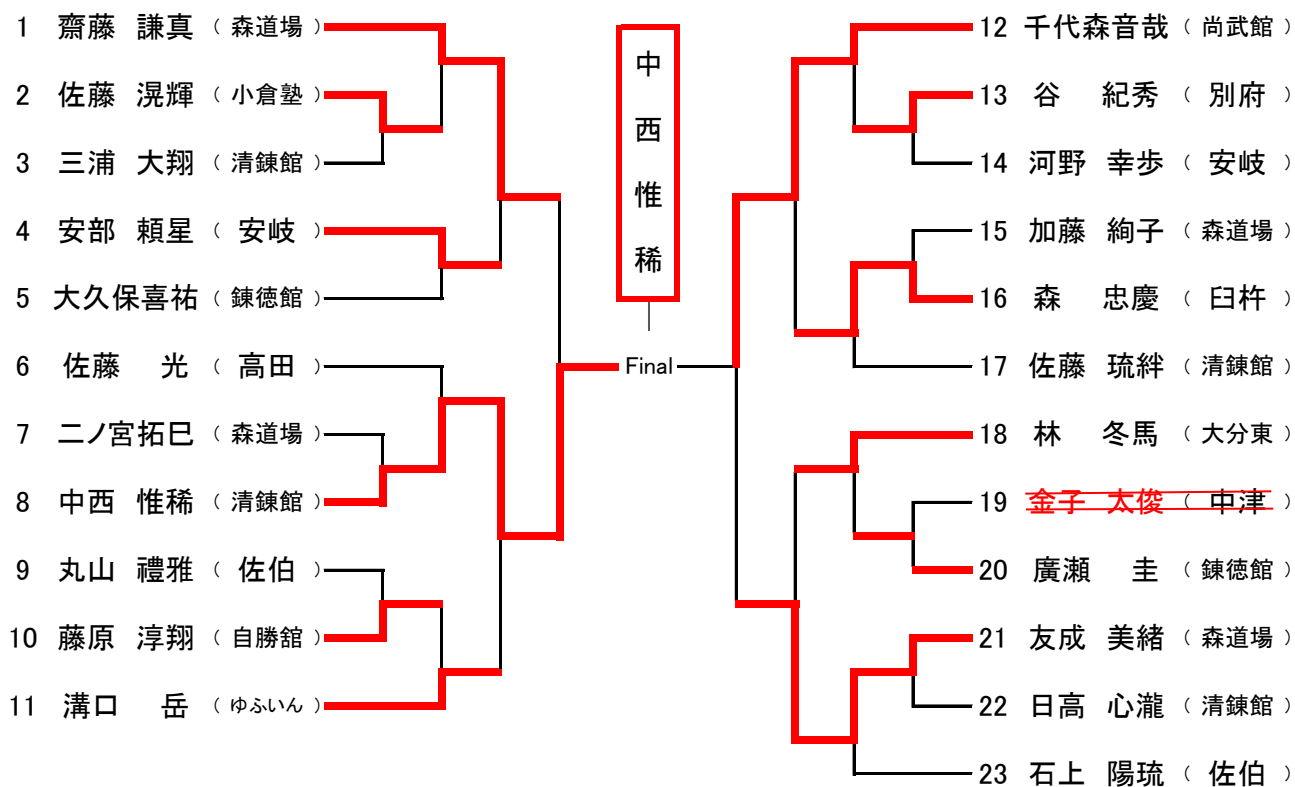 1 齋藤 謙真 （ 森道場 ）
2 佐藤 滉輝 （ 小倉塾 ）
3 三浦 大翔 （ 清錬館 ）
4 安部 頼星 （ 安岐 ）
5 大久保喜祐 （ 錬徳館 ）
6 佐藤 光 （ 高田 ）
7 二ノ宮拓巳 （ 森道場 ）
8 中西 惟稀 （ 清錬館 ）
9 丸山 禮雅 （ 佐伯 ）
10 藤原 淳翔 （ 自勝舘 ）
11 溝口 岳 （ ゆふいん ）
中西惟稀
Final
12 千代森音哉 （ 尚武館 ）
13 谷 紀秀 （ 別府 ）
14 河野 幸歩 （ 安岐 ）
15 加藤 絢子 （ 森道場 ）
16 森 忠慶 （ 臼杵 ）
17 佐藤 琉絆 （ 清錬館 ）
18 林 冬馬 （ 大分東 ）
19 金子 太俊 （ 中津 ）
20 廣瀬 圭 （ 錬徳館 ）
21 友成 美緒 （ 森道場 ）
22 日高 心瀧 （ 清錬館 ）
23 石上 陽琉 （ 佐伯 ）